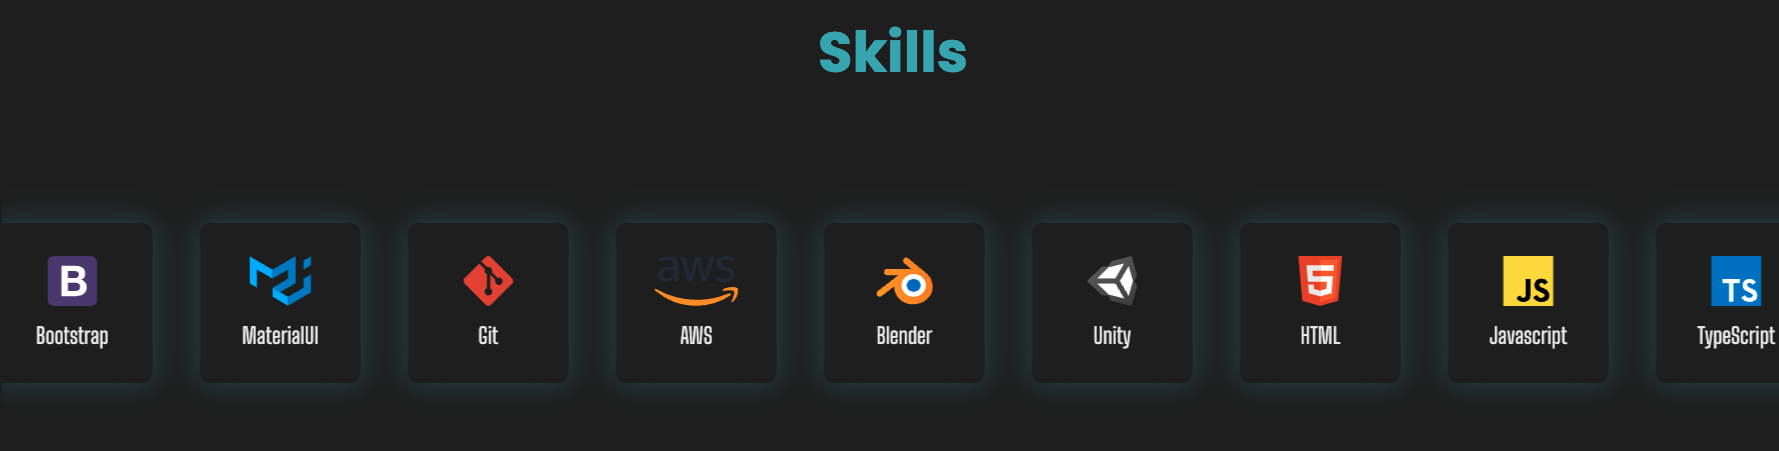 Skills
B
Bootstrap
MaterialUI
Git
aws
AWS
Blender
Unity
5
HTML
JS
Javascript
TS
TypeScript